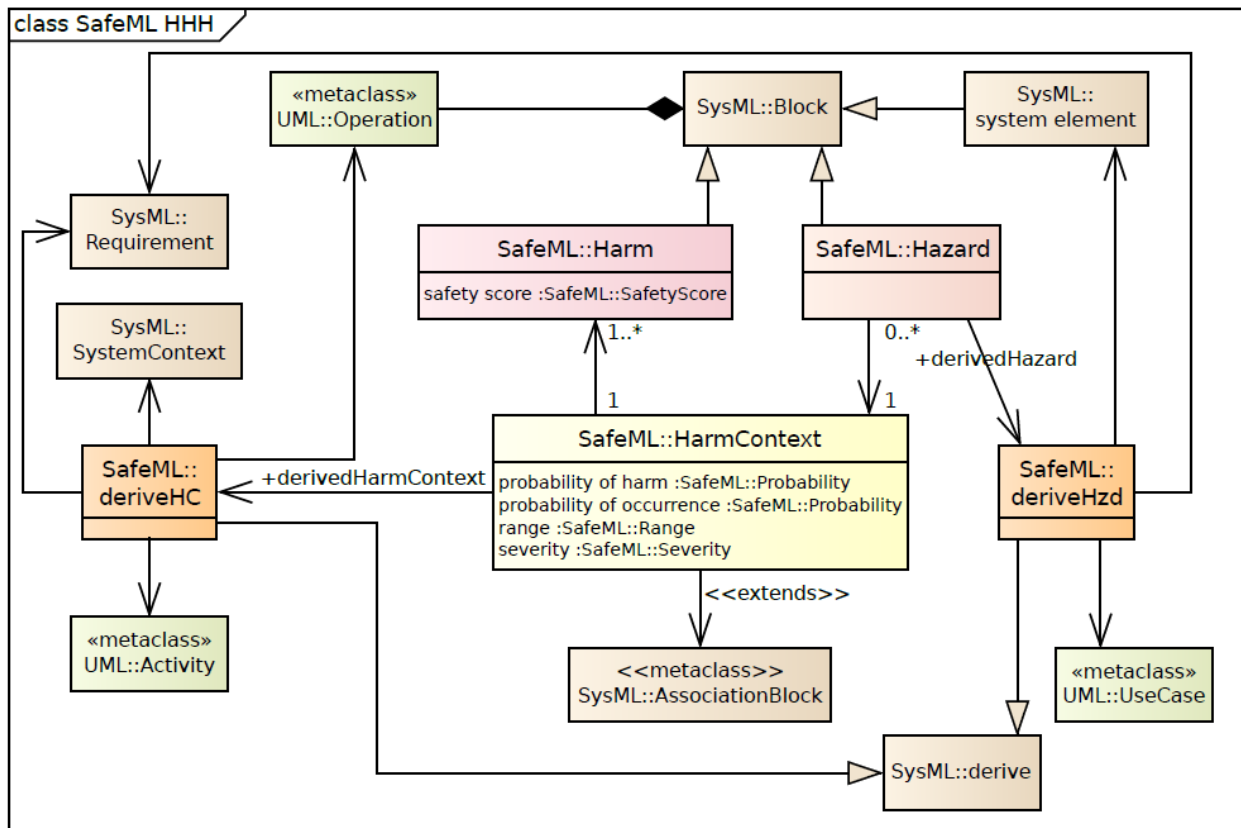 class SafeML HHH
«metaclass»
UML::Operation
SysML::Block
SysML::
system element
SysML::
Requirement
SafeML::Harm
safety score :SafeML::SafetyScore
SafeML::Hazard
SysML::
SystemContext
1..*
0..*
+derivedHazard
1
1
SafeML::HarmContext
probability of harm :SafeML::Probability
probability of occurrence :SafeML::Probability
range :SafeML::Range
severity :SafeML::Severity
SafeML::
deriveHC
+derivedHarmContext
SafeML::
deriveHzd
<<extends>>
«metaclass»
UML::Activity
<<metaclass>>
SysML::AssociationBlock
«metaclass»
UML::UseCase
SysML::derive